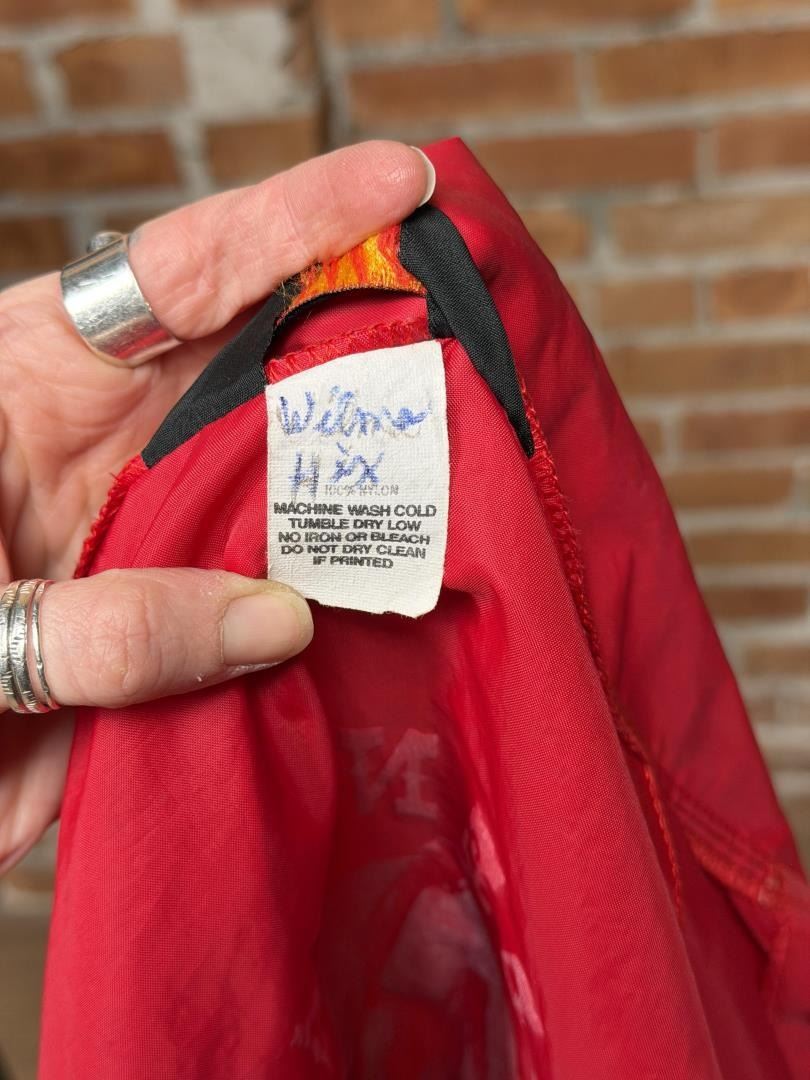 Wilma
Hix
100% NYLON
MACHINE WASH COLD
TUMBLE DRY LOW
NO IRON OR BLEACH
DO NOT DRY CLEAN
IF PRINTED
N